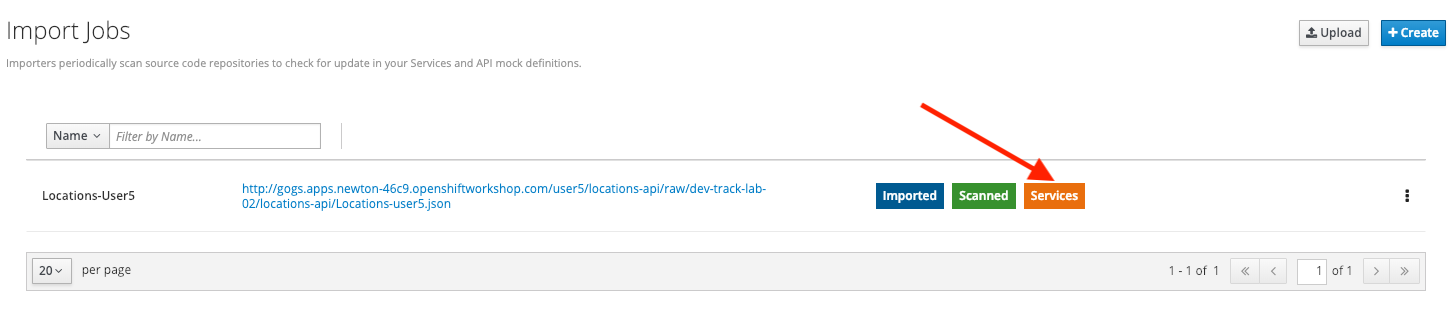 Import Jobs
Upload
Create
Importers periodically scan source code repositories to check for update in your Services and API mock definitions.
Name
Filter by Name...
Locations-User5
http://gogs.apps.newton-46c9.openshiftworkshop.com/user5/locations-api/raw/dev-track-lab-
02/locations-api/Locations-user5.json
Imported
Scanned
Services
20
per page
1 - 1 of 1
1
of 1